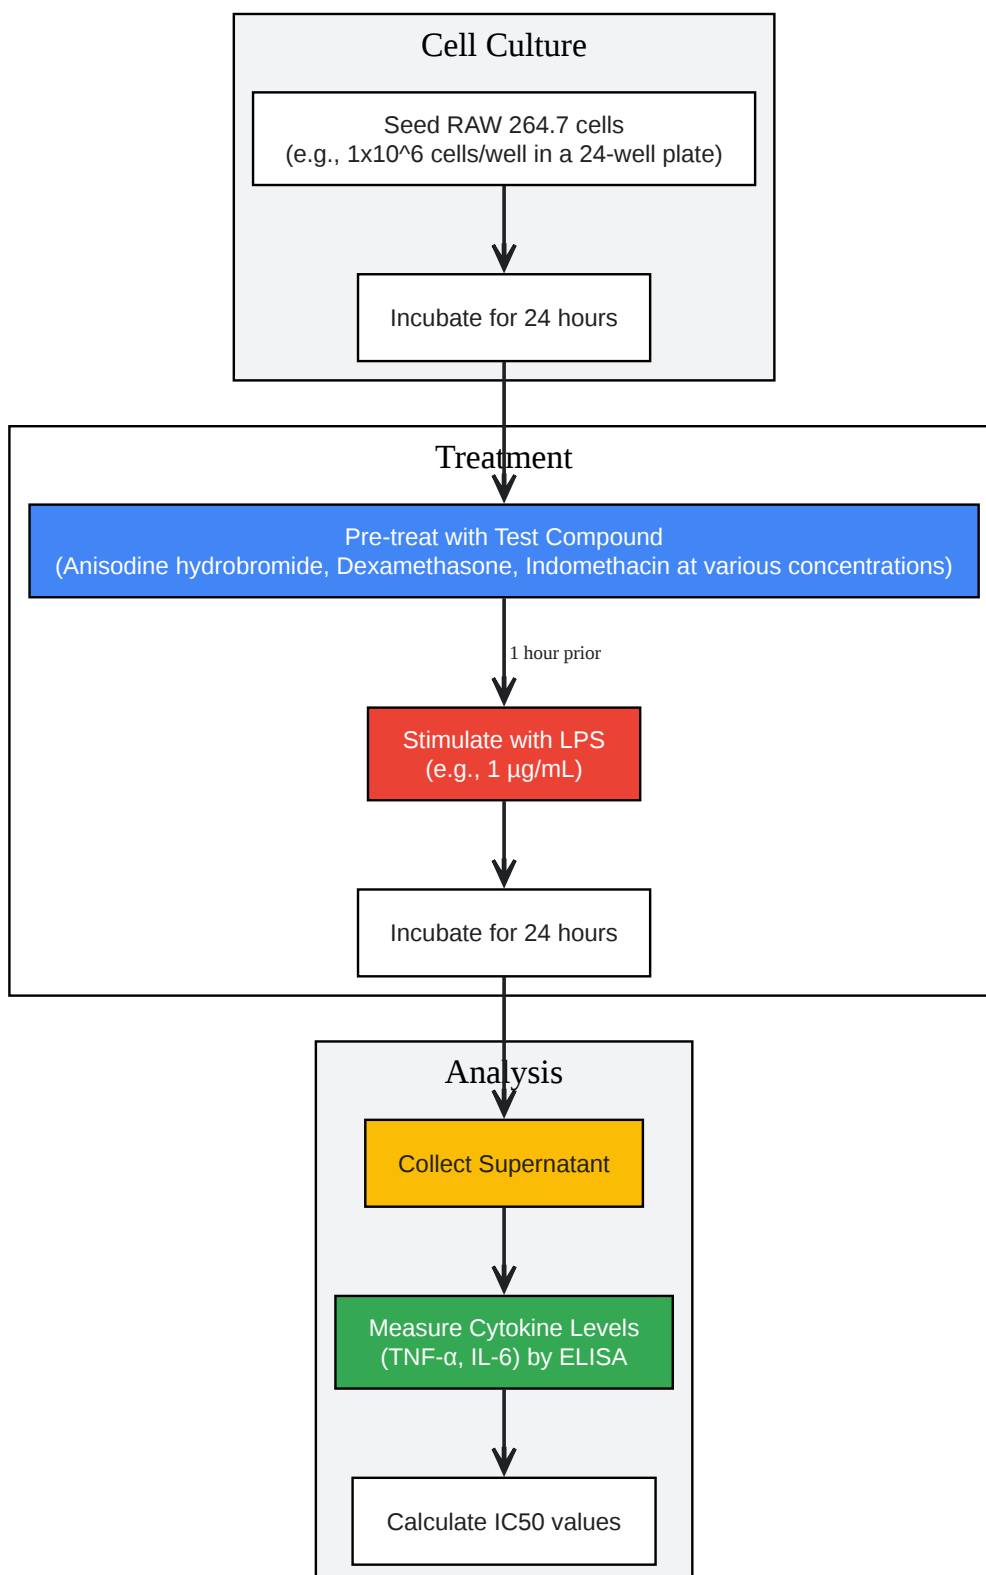 Cell Culture
Seed RAW 264.7 cells
(e.g., 1x10^6 cells/well in a 24-well plate)
Incubate for 24 hours
Treatment
Pre-treat with Test Compound
(Anisodine hydrobromide, Dexamethasone, Indomethacin at various concentrations)
1 hour prior
Stimulate with LPS
(e.g., 1 µg/mL)
Incubate for 24 hours
Analysis
Collect Supernatant
Measure Cytokine Levels
(TNF-α, IL-6) by ELISA
Calculate IC50 values